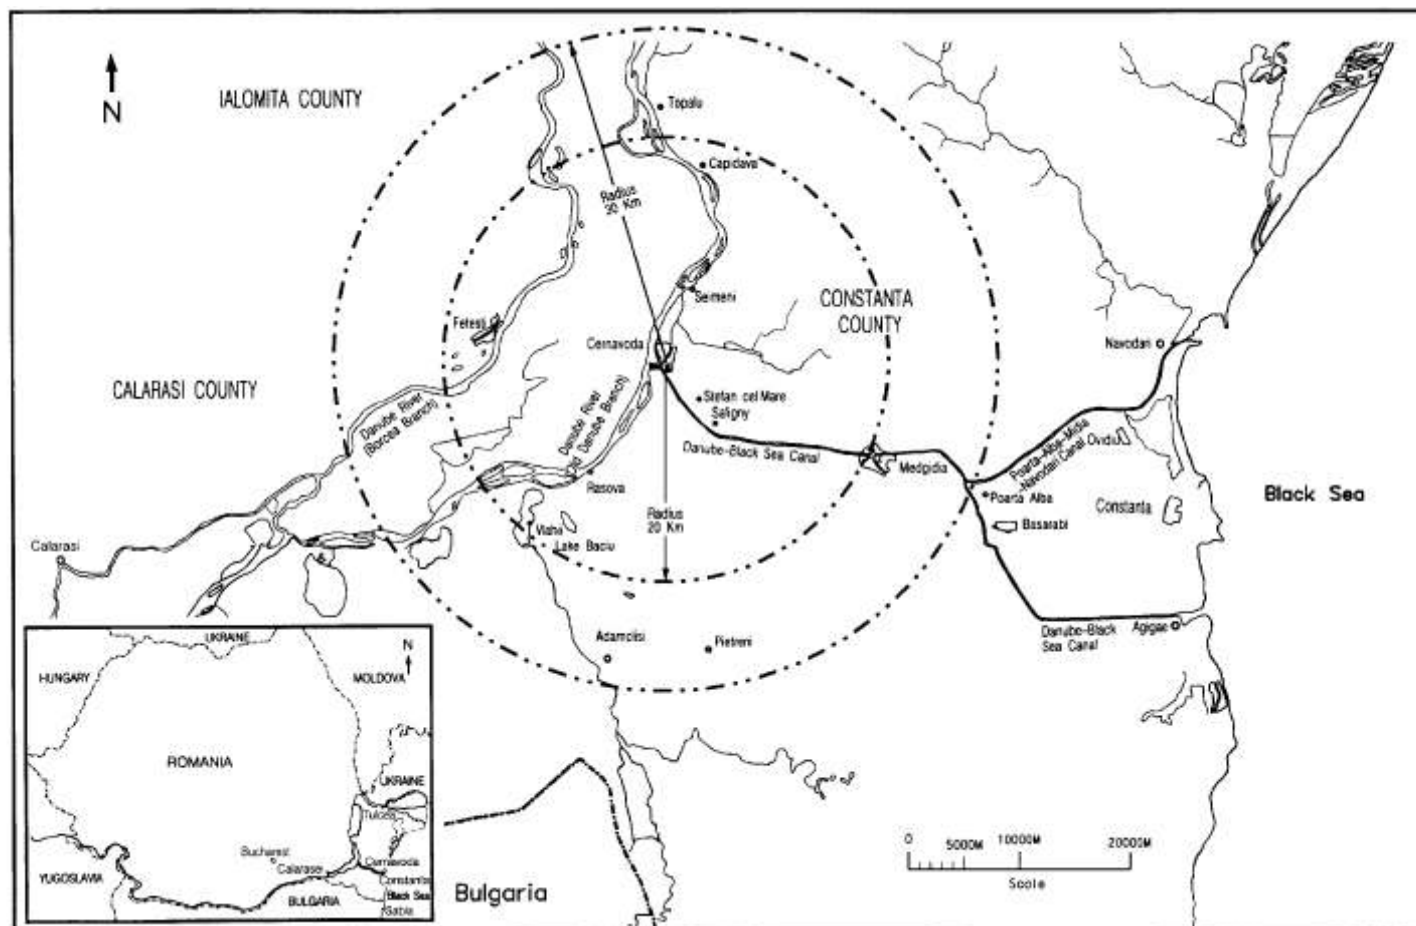 N
IALOMITA COUNTY
Topalu
Capidava
Radius
30 Km
Seimeni
CONSTANTA
COUNTY
Fetesti
Cernavoda
Navodari
CALARASI COUNTY
Stefan cel Mare
Saligny
Danube River
(Borcea Branch)
Danube River
(Old Danube Branch)
Danube-Black Sea Canal
Medgidia
Poarta-Alba-Midia
-Navodari Canal
Ovidiu
Rasova
Poarta Alba
Black Sea
Radius
20 Km
Basarabi
Constanta
Vlahii
Lake Baciu
Calarasi
Adamclisi
Pietreni
Danube-Black
Sea Canal
Agigae
UKRAINE
N
HUNGARY
MOLDOVA
ROMANIA
UKRAINE
Tulcea
Bucharest
Calarasei
Cernavoda
Constanta
YUGOSLAVIA
BULGARIA
Black Sea
Gabla
Bulgaria
0
5000M
10000M
20000M
Scale